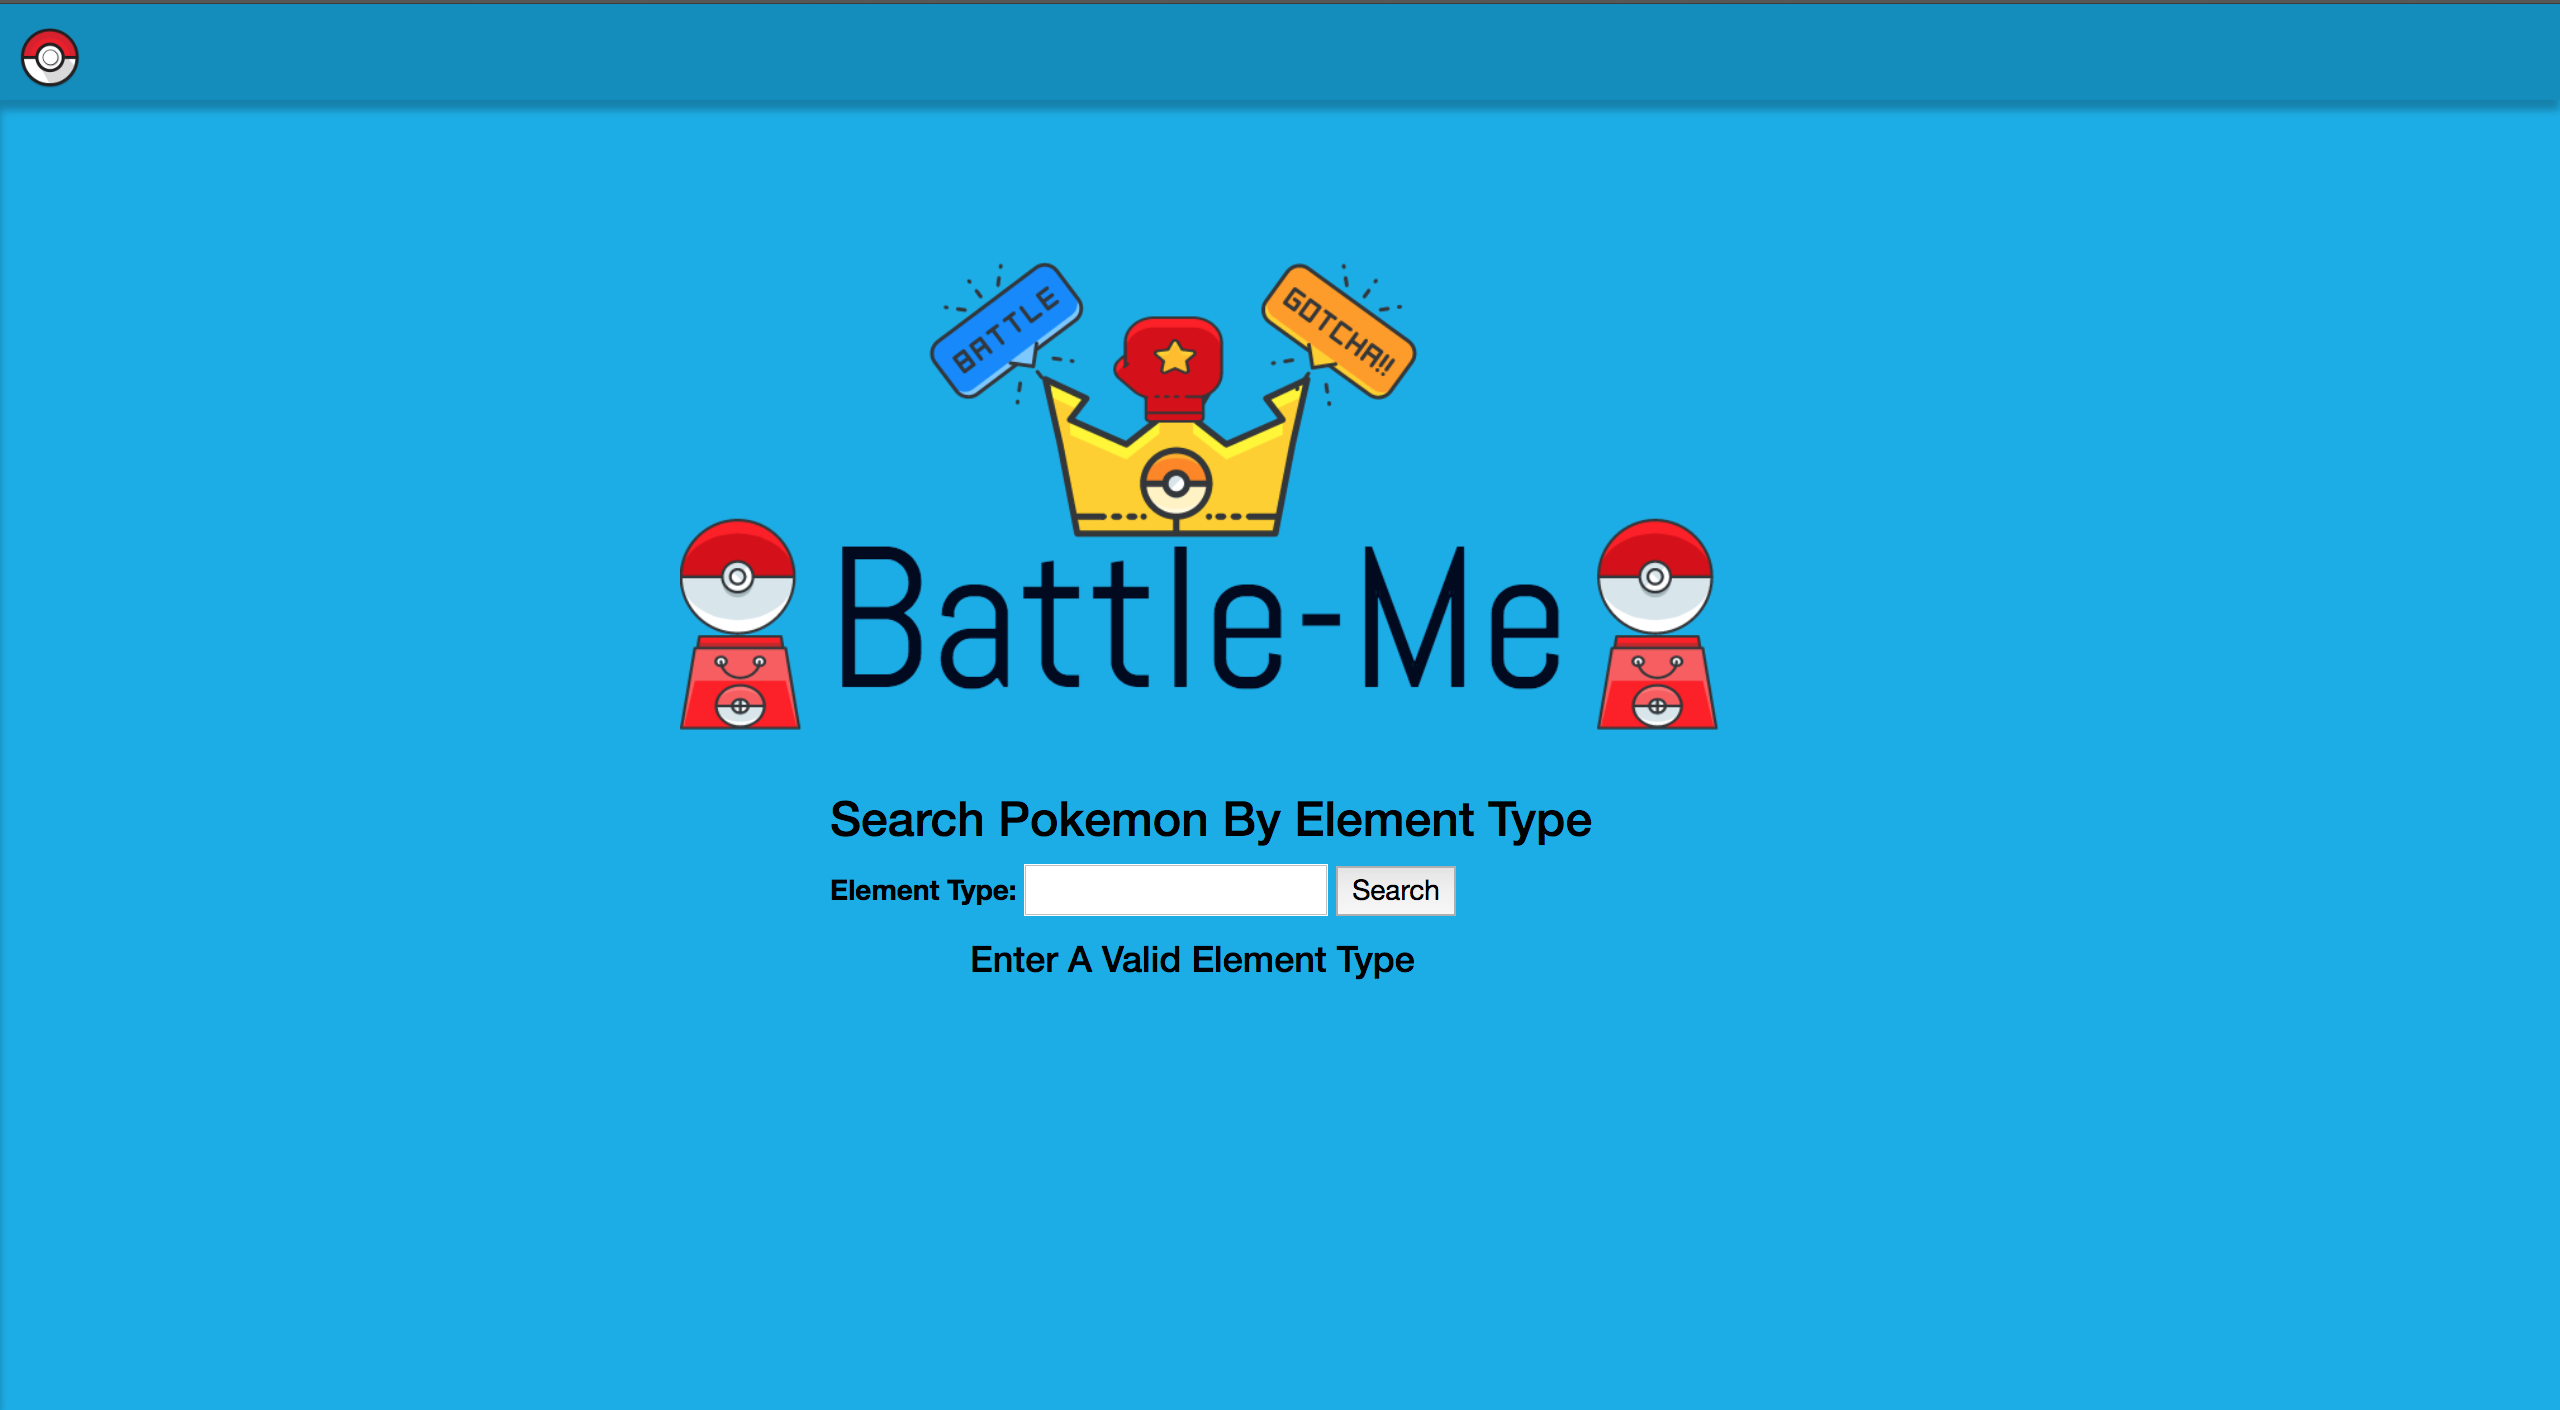 BATTLE
GOTCHA!!
Battle-Me
Search Pokemon By Element Type
Element Type:
Search
Enter A Valid Element Type